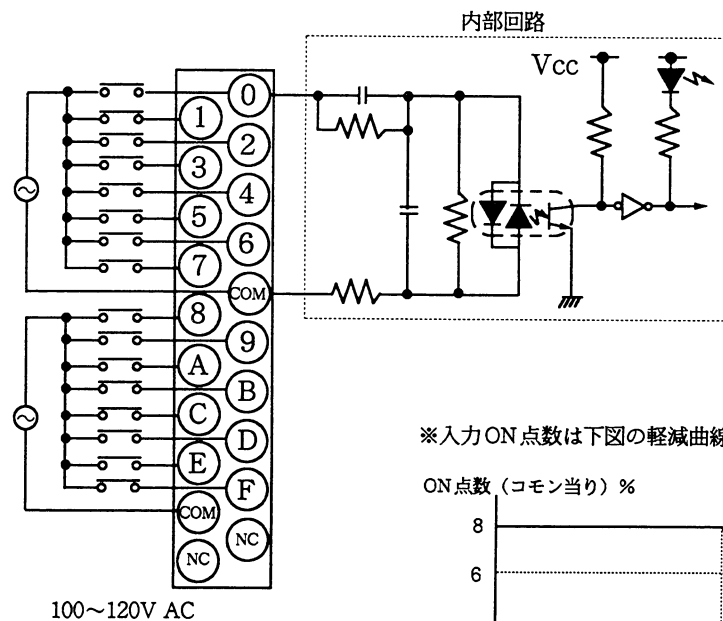 内部回路
Vcc
0
1
2
3
4
5
6
7
COM
8
9
A
B
C
D
E
F
COM
NC
NC
100〜120V AC
※入力ON点数は下図の軽減曲線
ON点数（コモン当り）%
8
6